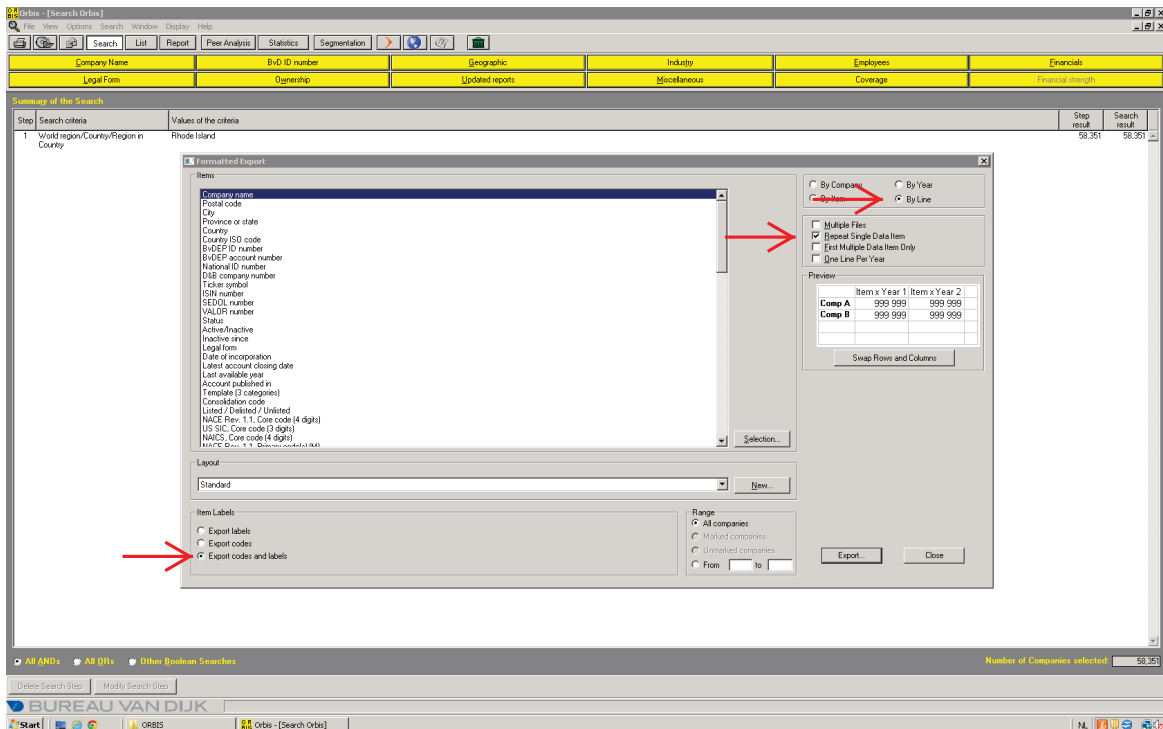 Orbis - [Search Orbis]
File View Options Search Window Display Help
Search List Report Peer Analysis Statistics Segmentation
Company Name BvD ID number Geographic Industry Employees Financials
Legal Form Ownership Updated reports Miscellaneous Coverage Financial strength
Summary of the Search
Step Search criteria Values of the criteria Step result Search result
1 World region/Country/Region in Country Rhode Island 58,351 58,351
Formatted Export
Items
Company name
Postal code
City
Province or state
Country
Country ISO code
BvDEP ID number
BvDEP account number
National ID number
D&B company number
Ticker symbol
ISIN number
SEDOL number
VALOR number
Status
Active/Inactive
Inactive since
Legal form
Date of incorporation
Latest account closing date
Last available year
Account published in
Template (3 categories)
Consolidation code
Listed / Delisted / Unlisted
NACE Rev. 1.1, Core code (4 digits)
US SIC, Core code (3 digits)
NAICS, Core code (4 digits)
NACE Rev. 1.1, Primary code(s) (M)
Selection...
By Company By Year
By Item By Line
Multiple Files
Repeat Single Data Item
First Multiple Data Item Only
One Line Per Year
Preview
Item x Year 1 Item x Year 2
Comp A 999 999 999 999
Comp B 999 999 999 999
Swap Rows and Columns
Layout
Standard New...
Item Labels
Export labels
Export codes
Export codes and labels
Range
All companies
Marked companies
Unmarked companies
From to
Export... Close
All ANDs All ORs Other Boolean Searches Number of Companies selected: 58,351
Delete Search Step Modify Search Step
BUREAU VAN DIJK
Start ORBIS Orbis - [Search Orbis] NL